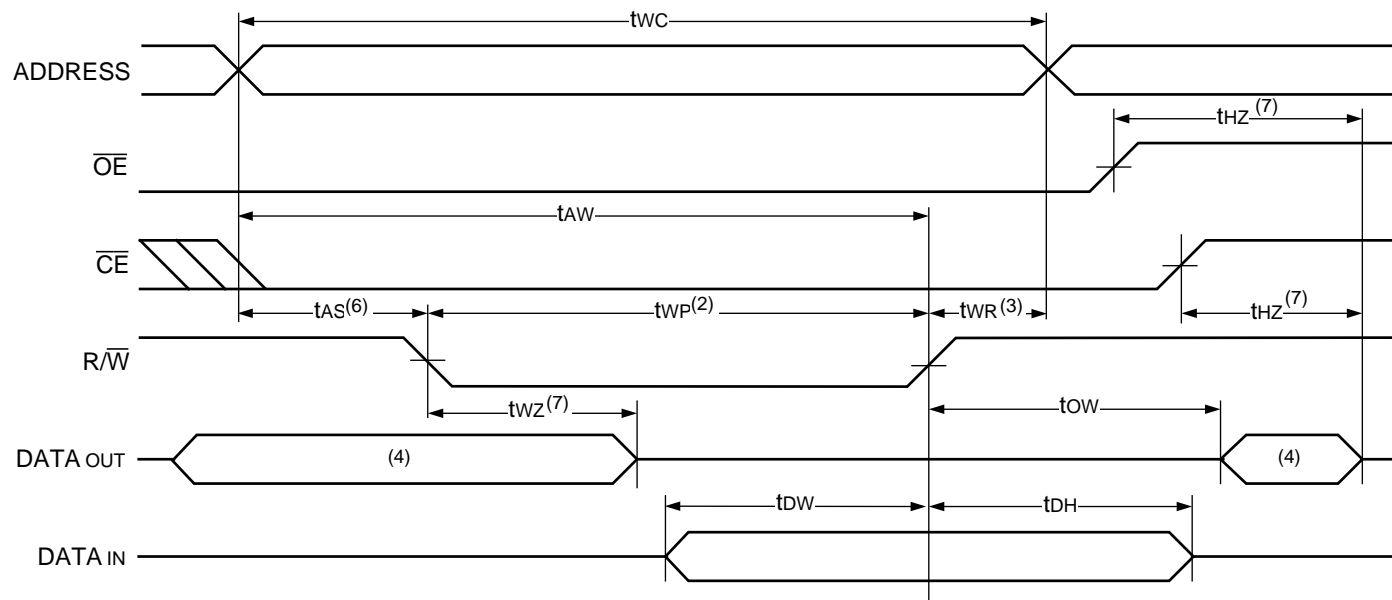 tWC
ADDRESS
tHZ(7)
OE
tAW
CE
tAS(6) tWP(2) tWR(3) tHZ(7)
R/W
tWZ(7) tOW
DATA OUT (4) (4)
tDW tDH
DATA IN